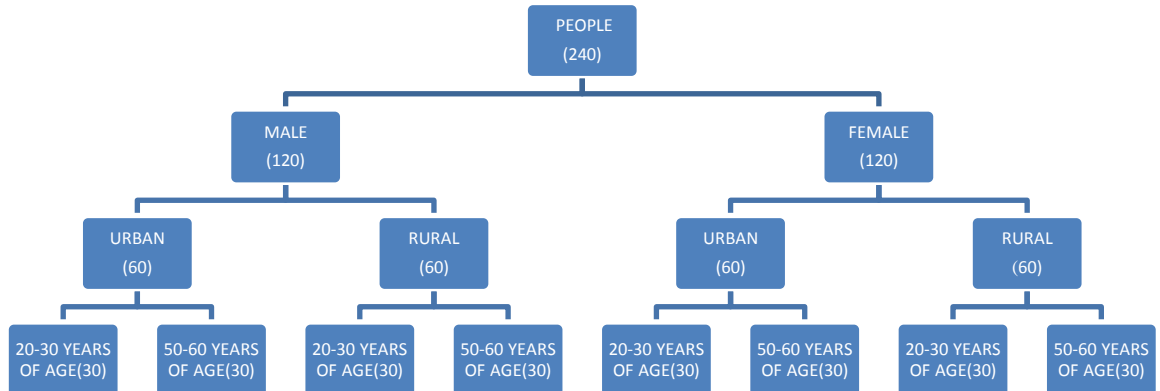 PEOPLE
(240)
MALE
(120)
FEMALE
(120)
URBAN
(60)
RURAL
(60)
URBAN
(60)
RURAL
(60)
20-30 YEARS
OF AGE(30)
50-60 YEARS
OF AGE(30)
20-30 YEARS
OF AGE(30)
50-60 YEARS
OF AGE(30)
20-30 YEARS
OF AGE(30)
50-60 YEARS
OF AGE(30)
20-30 YEARS
OF AGE(30)
50-60 YEARS
OF AGE(30)